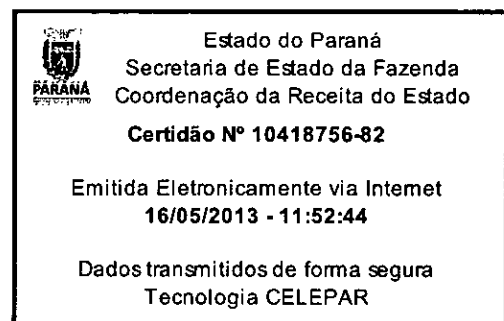 Estado do Paraná
Secretaria de Estado da Fazenda
PARANÁ
Coordenação da Receita do Estado
Certidão Nº 10418756-82
Emitida Eletronicamente via Internet
16/05/2013 - 11:52:44
Dados transmitidos de forma segura
Tecnologia CELEPAR